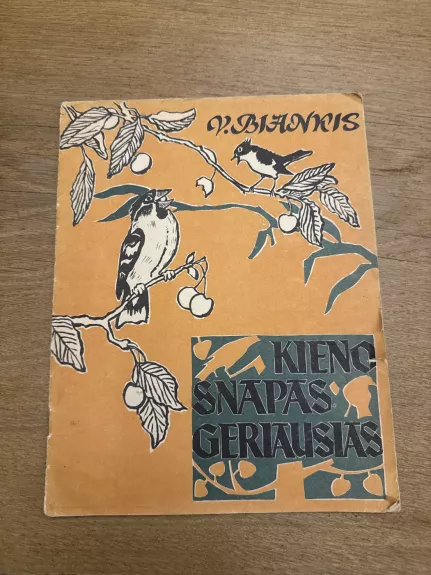 V. BIANKIS
KIENO
SNAPAS
GERIAUSIAS